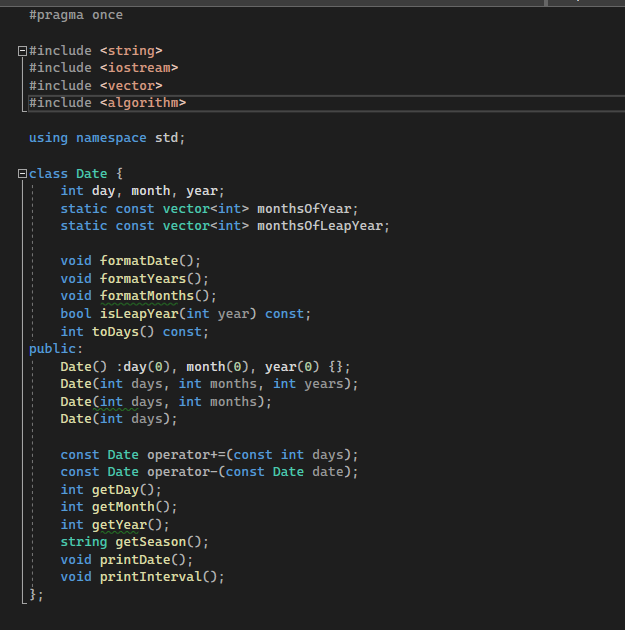 #pragma once
#include <string>
#include <iostream>
#include <vector>
#include <algorithm>
using namespace std;
class Date {
int day, month, year;
static const vector<int> monthsOfYear;
static const vector<int> monthsOfLeapYear;
void formatDate();
void formatYears();
void formatMonths();
bool isLeapYear(int year) const;
int toDays() const;
public:
Date() :day(0), month(0), year(0) {};
Date(int days, int months, int years);
Date(int days, int months);
Date(int days);
const Date operator+=(const int days);
const Date operator-(const Date date);
int getDay();
int getMonth();
int getYear();
string getSeason();
void printDate();
void printInterval();
};